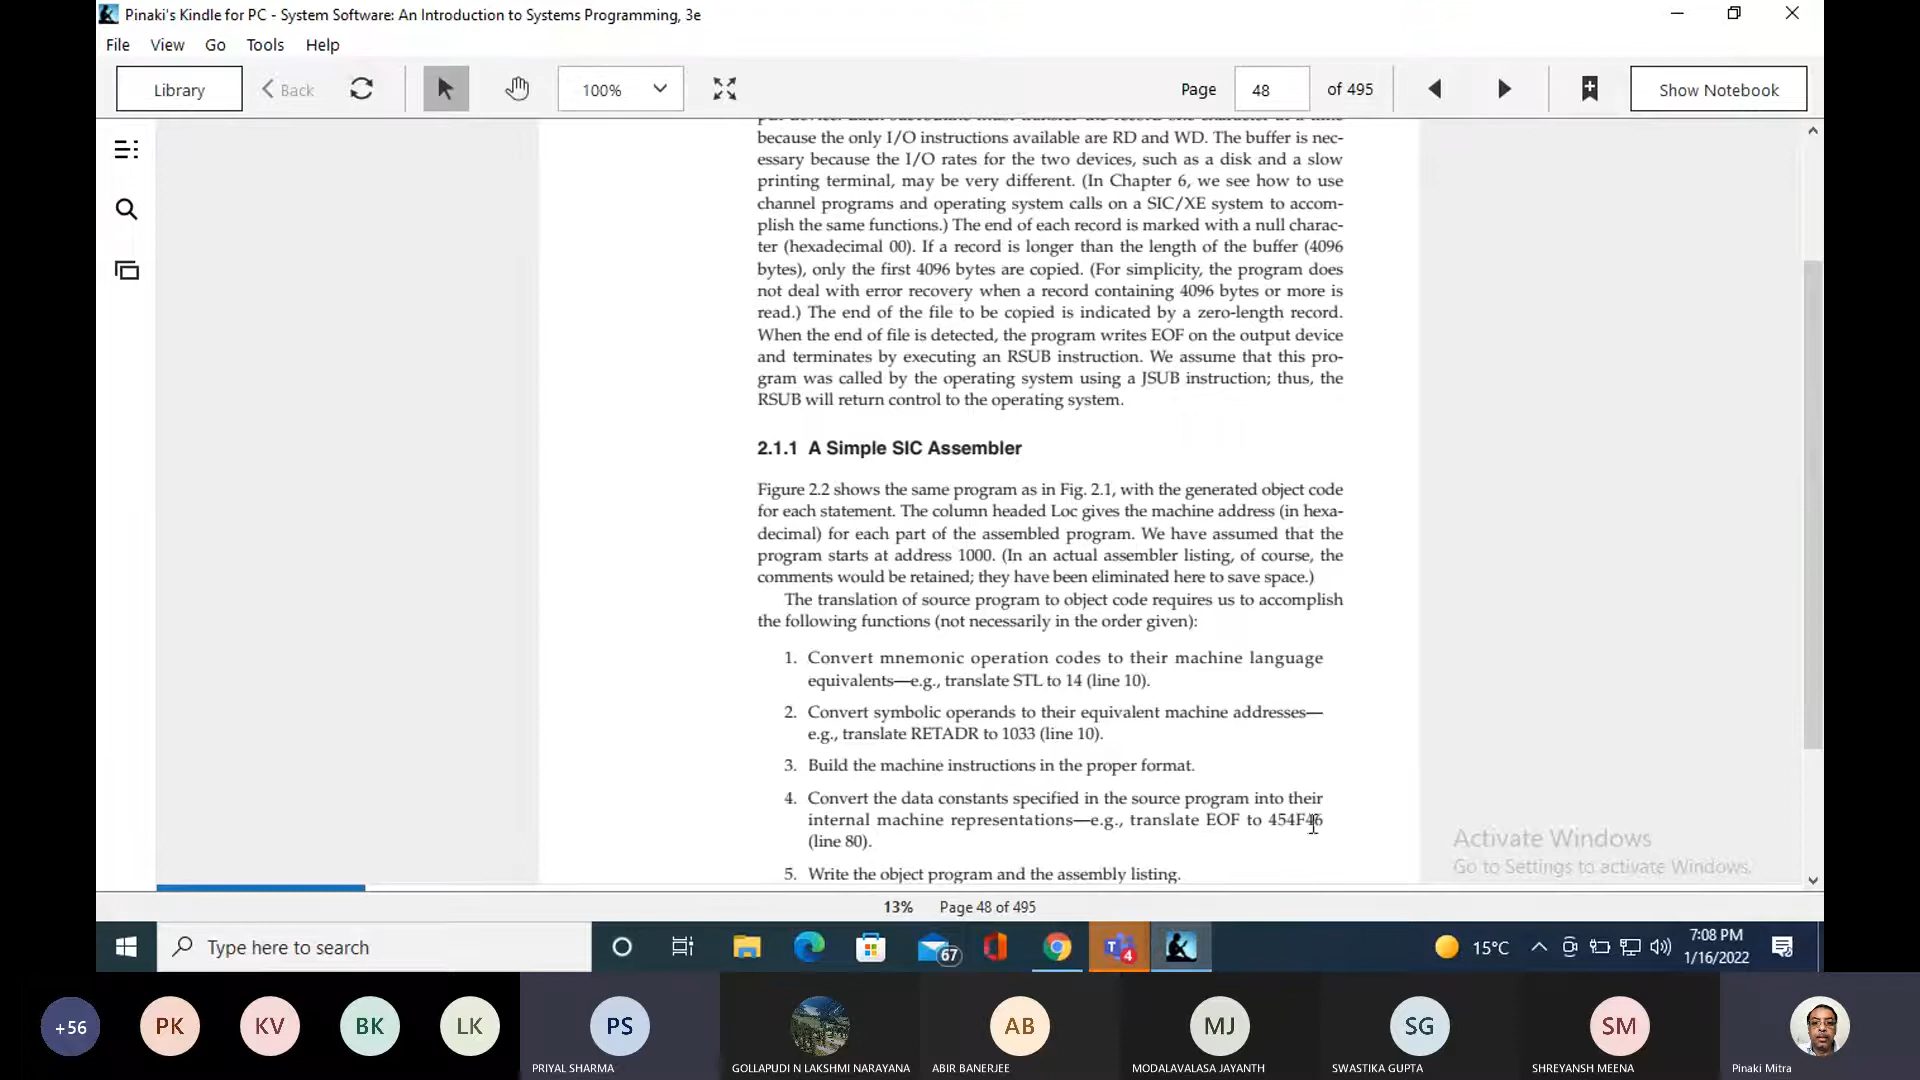 Pinaki's Kindle for PC - System Software: An Introduction to Systems Programming, 3e
File View Go Tools Help
Library Back 100% Page 48 of 495 Show Notebook
put device. Each subroutine must transfer the record one character at a time
because the only I/O instructions available are RD and WD. The buffer is nec-
essary because the I/O rates for the two devices, such as a disk and a slow
printing terminal, may be very different. (In Chapter 6, we see how to use
channel programs and operating system calls on a SIC/XE system to accom-
plish the same functions.) The end of each record is marked with a null charac-
ter (hexadecimal 00). If a record is longer than the length of the buffer (4096
bytes), only the first 4096 bytes are copied. (For simplicity, the program does
not deal with error recovery when a record containing 4096 bytes or more is
read.) The end of the file to be copied is indicated by a zero-length record.
When the end of file is detected, the program writes EOF on the output device
and terminates by executing an RSUB instruction. We assume that this pro-
gram was called by the operating system using a JSUB instruction; thus, the
RSUB will return control to the operating system.
2.1.1 A Simple SIC Assembler
Figure 2.2 shows the same program as in Fig. 2.1, with the generated object code
for each statement. The column headed Loc gives the machine address (in hexa-
decimal) for each part of the assembled program. We have assumed that the
program starts at address 1000. (In an actual assembler listing, of course, the
comments would be retained; they have been eliminated here to save space.)
The translation of source program to object code requires us to accomplish
the following functions (not necessarily in the order given):
1. Convert mnemonic operation codes to their machine language
equivalents—e.g., translate STL to 14 (line 10).
2. Convert symbolic operands to their equivalent machine addresses—
e.g., translate RETADR to 1033 (line 10).
3. Build the machine instructions in the proper format.
4. Convert the data constants specified in the source program into their
internal machine representations—e.g., translate EOF to 454F46
(line 80).
5. Write the object program and the assembly listing.
Activate Windows
Go to Settings to activate Windows.
13% Page 48 of 495
Type here to search 67 4 15°C 7:08 PM
1/16/2022
+56 PK KV BK LK PS AB MJ SG SM
PRIYAL SHARMA GOLLAPUDI N LAKSHMI NARAYANA ABIR BANERJEE MODALAVALASA JAYANTH SWASTIKA GUPTA SHREYANSH MEENA Pinaki Mitra